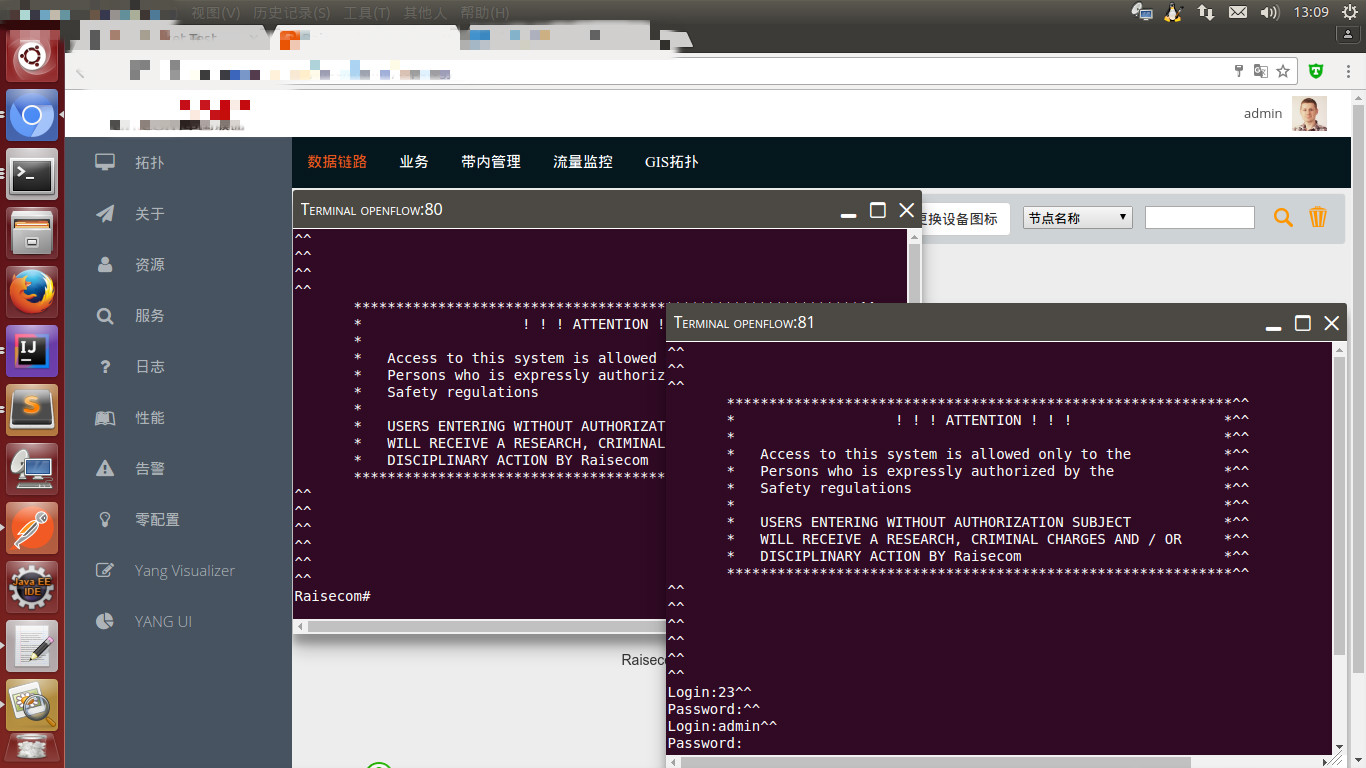 视图(V) 历史记录(S) 工具(T) 其他人 帮助(H)
13:09
admin
拓扑
关于
资源
服务
日志
性能
告警
零配置
Yang Visualizer
YANG UI
数据链路 业务 带内管理 流量监控 GIS拓扑
更换设备图标 节点名称
TERMINAL OPENFLOW:80
^^
^^
^^
^^
***********************************************************^^
* ! ! ! ATTENTION !
*
* Access to this system is allowed
* Persons who is expressly authoriz
* Safety regulations
*
* USERS ENTERING WITHOUT AUTHORIZAT
* WILL RECEIVE A RESEARCH, CRIMINAL
* DISCIPLINARY ACTION BY Raisecom
*************************************
^^
^^
^^
^^
^^
^^
Raisecom#
Raisec
TERMINAL OPENFLOW:81
^^
^^
^^
************************************************************^^
* ! ! ! ATTENTION ! ! ! *^^
* *^^
* Access to this system is allowed only to the *^^
* Persons who is expressly authorized by the *^^
* Safety regulations *^^
* *^^
* USERS ENTERING WITHOUT AUTHORIZATION SUBJECT *^^
* WILL RECEIVE A RESEARCH, CRIMINAL CHARGES AND / OR *^^
* DISCIPLINARY ACTION BY Raisecom *^^
************************************************************^^
^^
^^
^^
^^
^^
^^
Login:23^^
Password:^^
Login:admin^^
Password:
IJ
S
Java EE
IDE